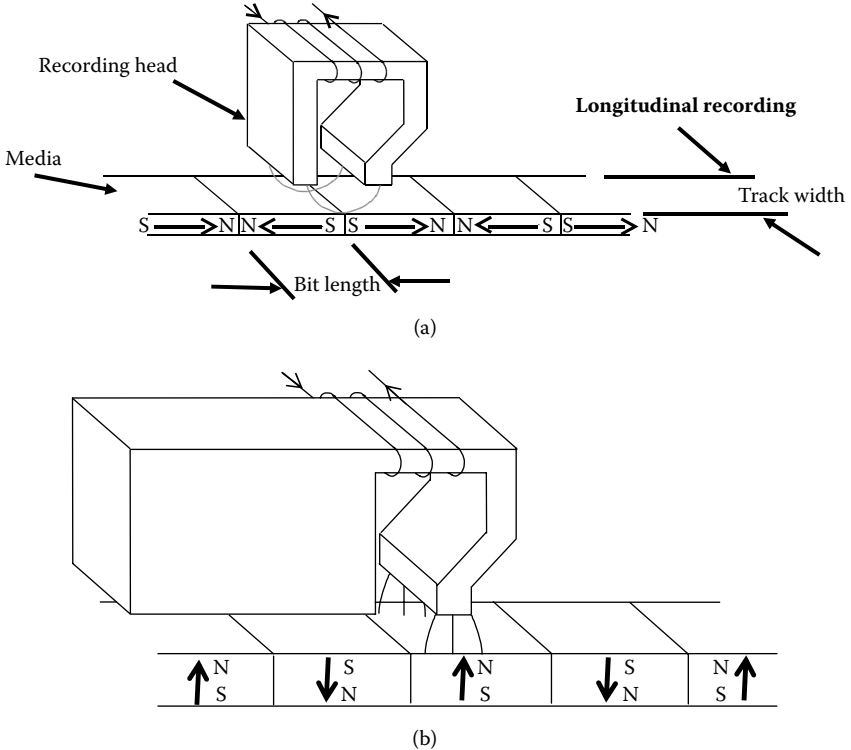 Recording head
Longitudinal recording
Media
Track width
S N N S S N N S S N
Bit length
(a)
N S N S N
S N S N S
(b)